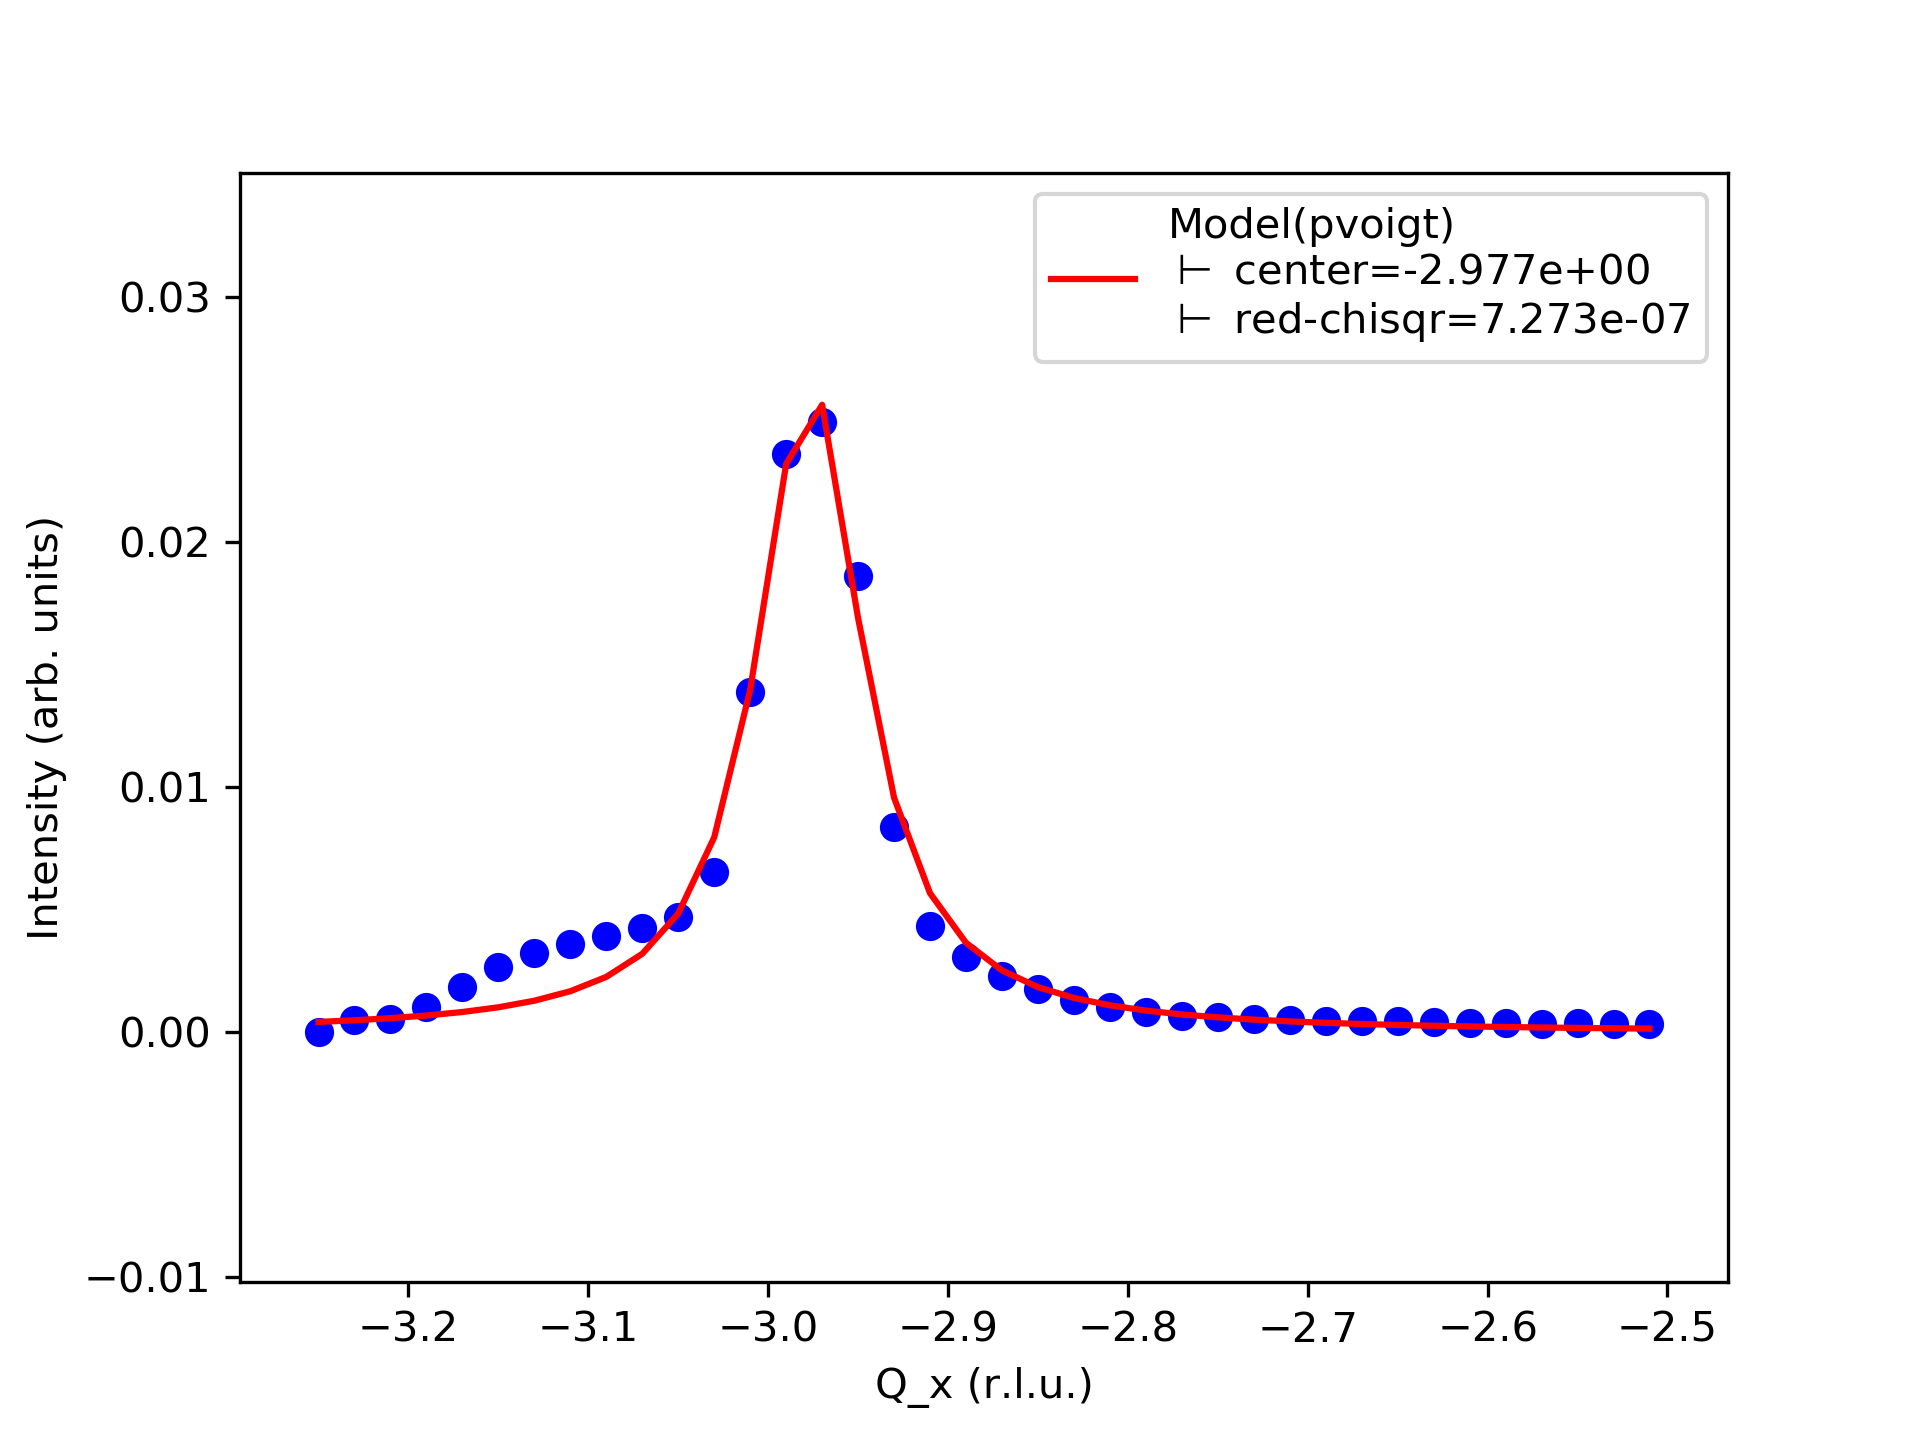 Model(pvoigt)
⊢ center=-2.977e+00
⊢ red-chisqr=7.273e-07
0.03
0.02
0.01
0.00
−0.01
Intensity (arb. units)
−3.2 −3.1 −3.0 −2.9 −2.8 −2.7 −2.6 −2.5
Q_x (r.l.u.)